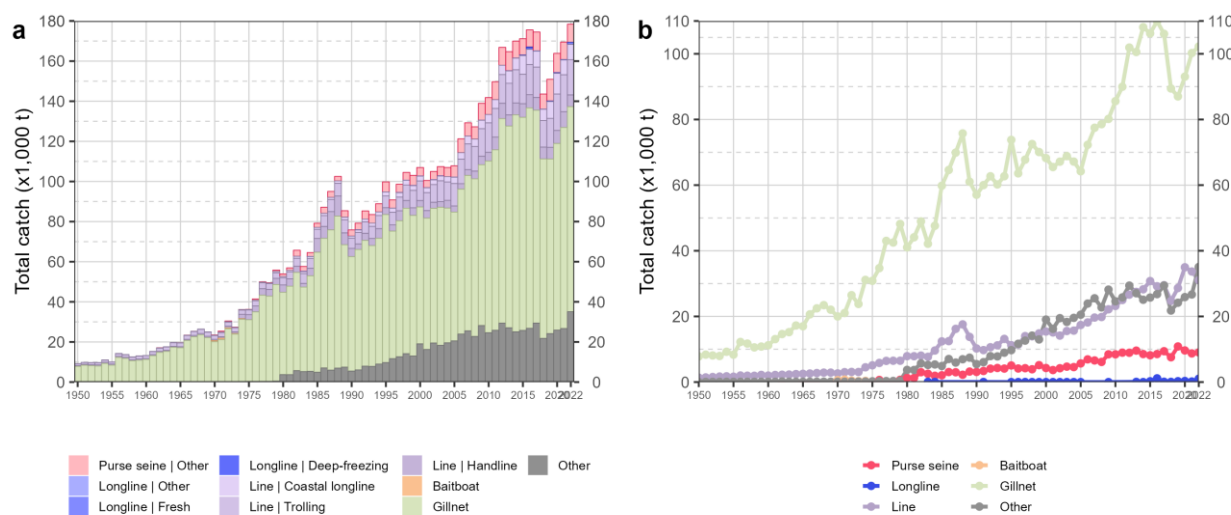 a
b
Total catch (x1,000 t)
180
160
140
120
100
80
60
40
20
0
180
160
140
120
100
80
60
40
20
0
1950 1955 1960 1965 1970 1975 1980 1985 1990 1995 2000 2005 2010 2015 2020 2022
Total catch (x1,000 t)
110
100
80
60
40
20
0
110
100
80
60
40
20
0
1950 1955 1960 1965 1970 1975 1980 1985 1990 1995 2000 2005 2010 2015 2020 2022
Purse seine | Other
Longline | Other
Longline | Fresh
Longline | Deep-freezing
Line | Coastal longline
Line | Trolling
Line | Handline
Baitboat
Gillnet
Other
Purse seine
Longline
Line
Baitboat
Gillnet
Other